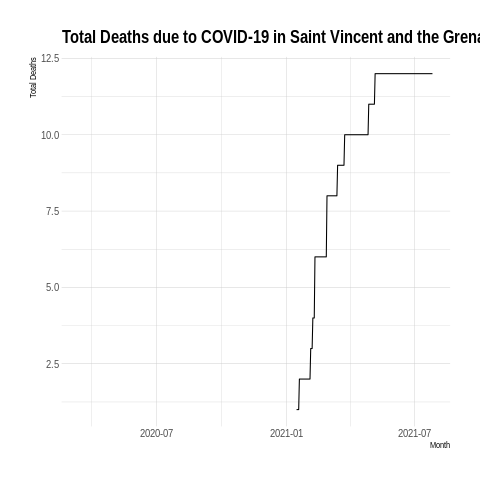 Total Deaths due to COVID-19 in Saint Vincent and the Grena
Total Deaths
12.5
10.0
7.5
5.0
2.5
2020-07 2021-01 2021-07
Month